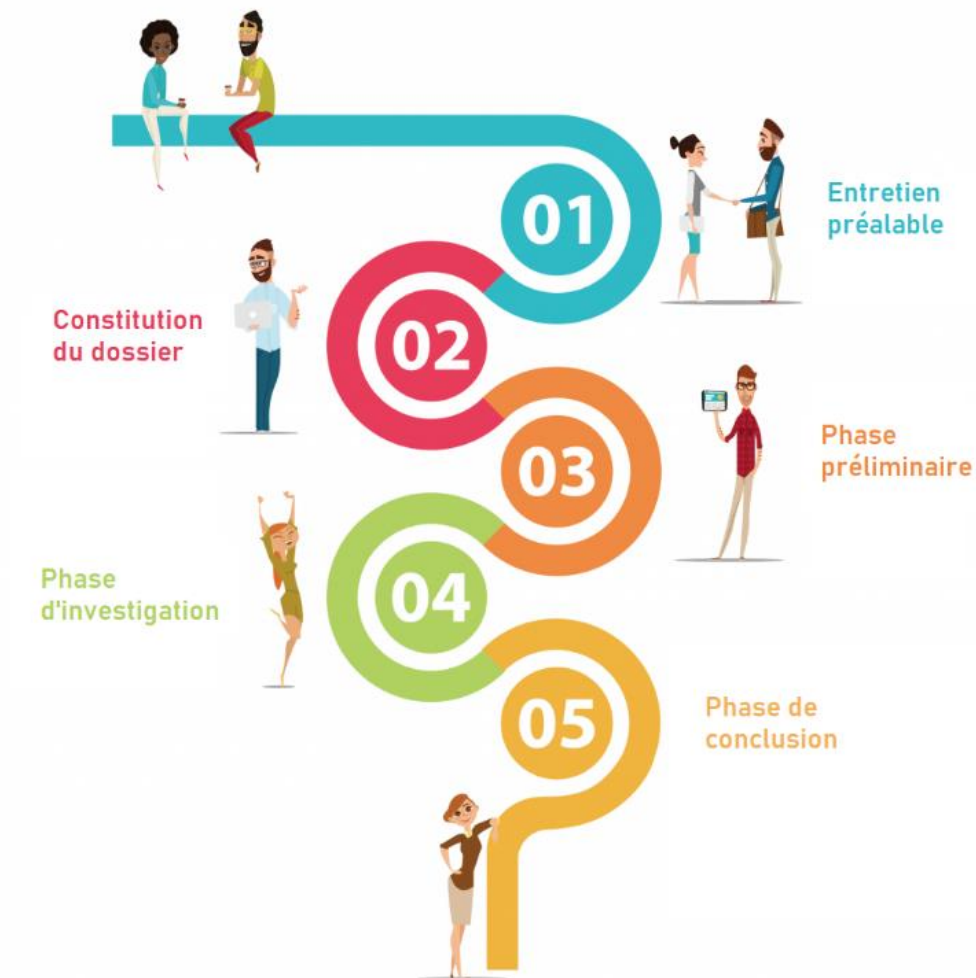 01
Entretien
préalable
Constitution
du dossier
02
03
Phase
préliminaire
Phase
d'investigation
04
05
Phase de
conclusion